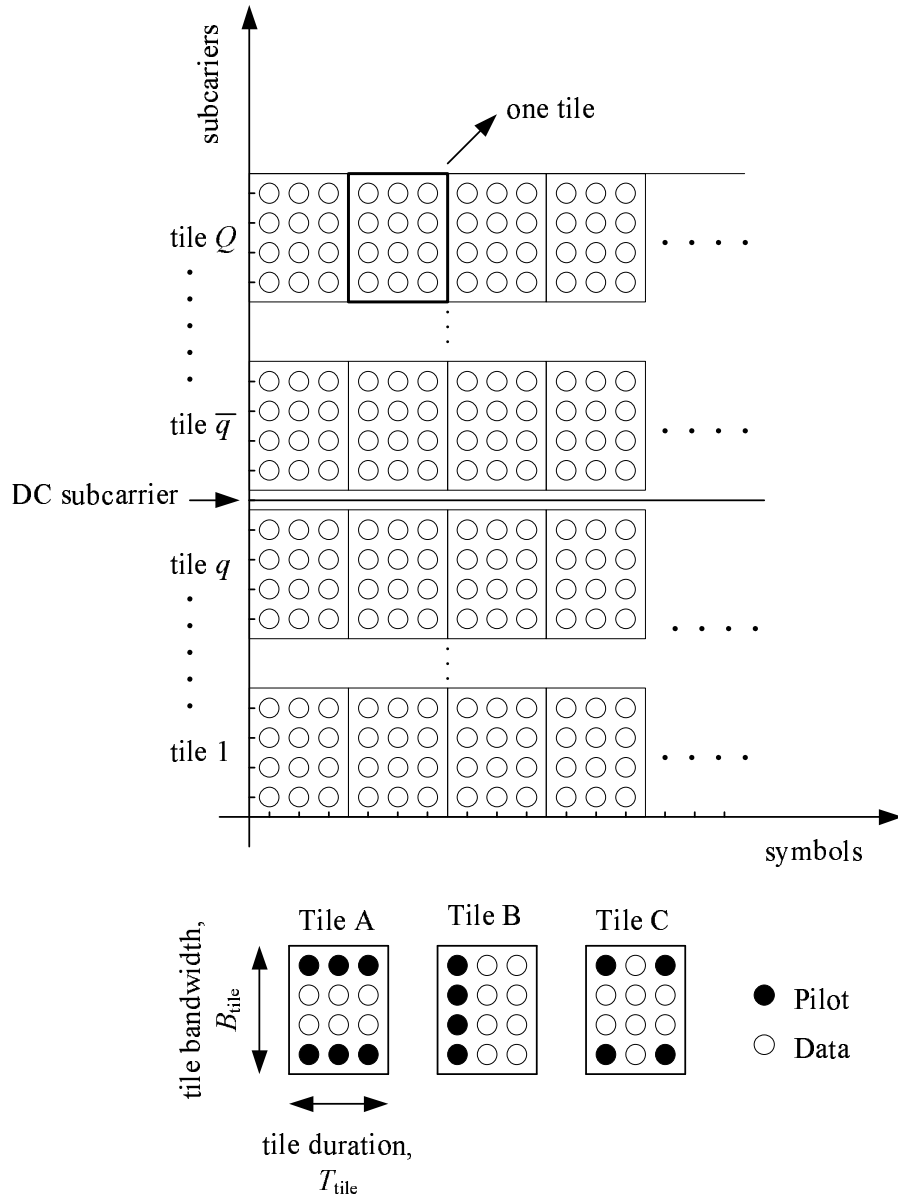 subcariers
one tile
tile Q
tile q̅
DC subcarrier
tile q
tile 1
symbols
Tile A
Tile B
Tile C
tile bandwidth,
B_tile
Pilot
Data
tile duration,
T_tile